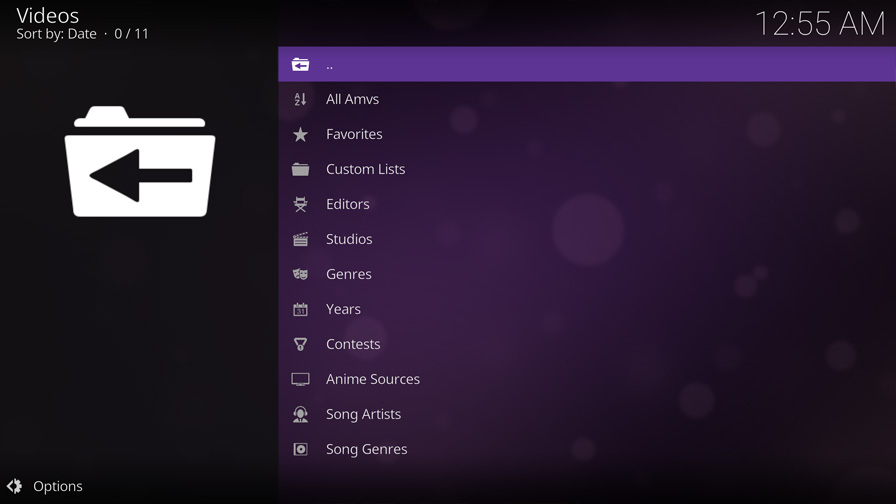 Videos
Sort by: Date · 0 / 11
12:55 AM
..
All Amvs
Favorites
Custom Lists
Editors
Studios
Genres
31
Years
Contests
Anime Sources
Song Artists
Song Genres
Options